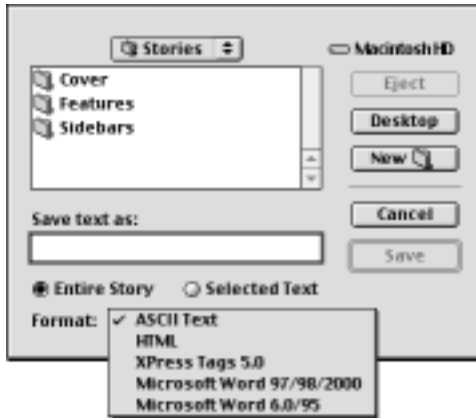 Stories
Macintosh HD
Cover
Features
Sidebars
Eject
Desktop
New
Save text as:
Cancel
Save
Entire Story
Selected Text
Format:
✓ ASCII Text
HTML
XPress Tags 5.0
Microsoft Word 97/98/2000
Microsoft Word 6.0/95